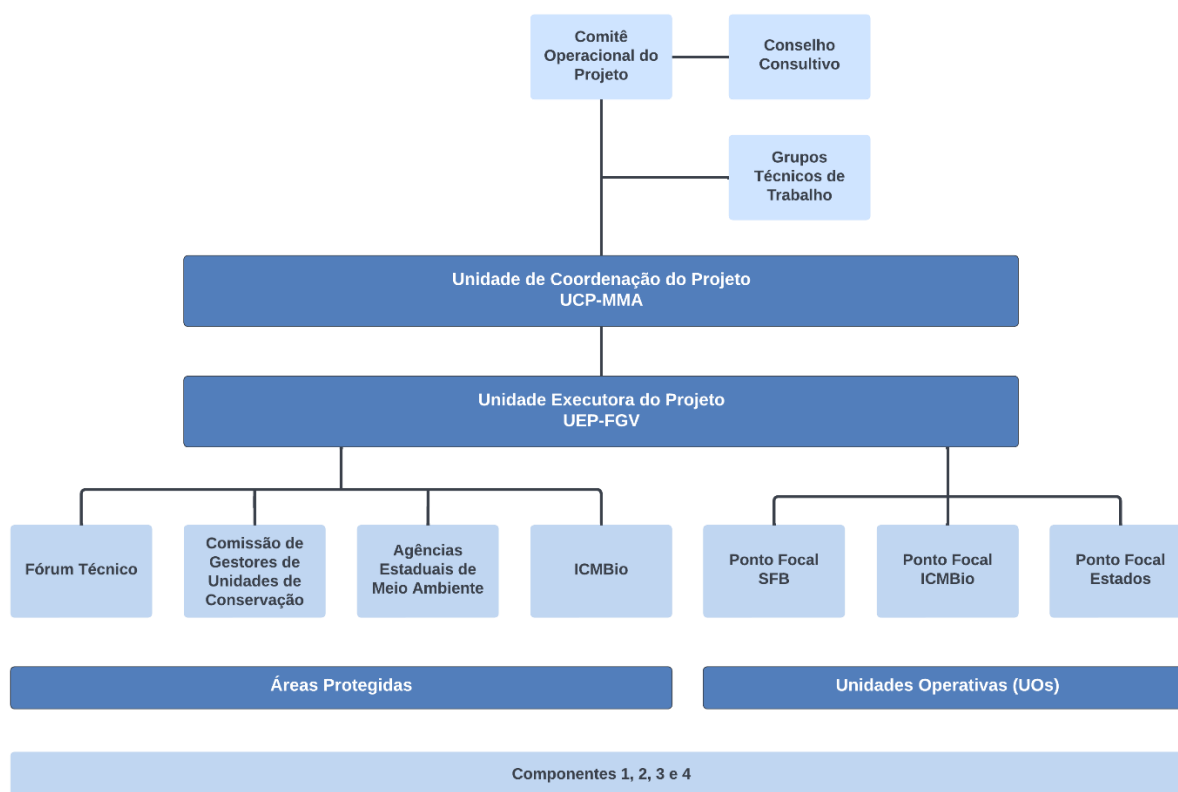 Comitê
Operacional do
Projeto
Conselho
Consultivo
Grupos
Técnicos de
Trabalho
Unidade de Coordenação do Projeto
UCP-MMA
Unidade Executora do Projeto
UEP-FGV
Fórum Técnico
Comissão de
Gestores de
Unidades de
Conservação
Agências
Estaduais de
Meio Ambiente
ICMBio
Ponto Focal
SFB
Ponto Focal
ICMBio
Ponto Focal
Estados
Áreas Protegidas
Unidades Operativas (UOs)
Componentes 1, 2, 3 e 4